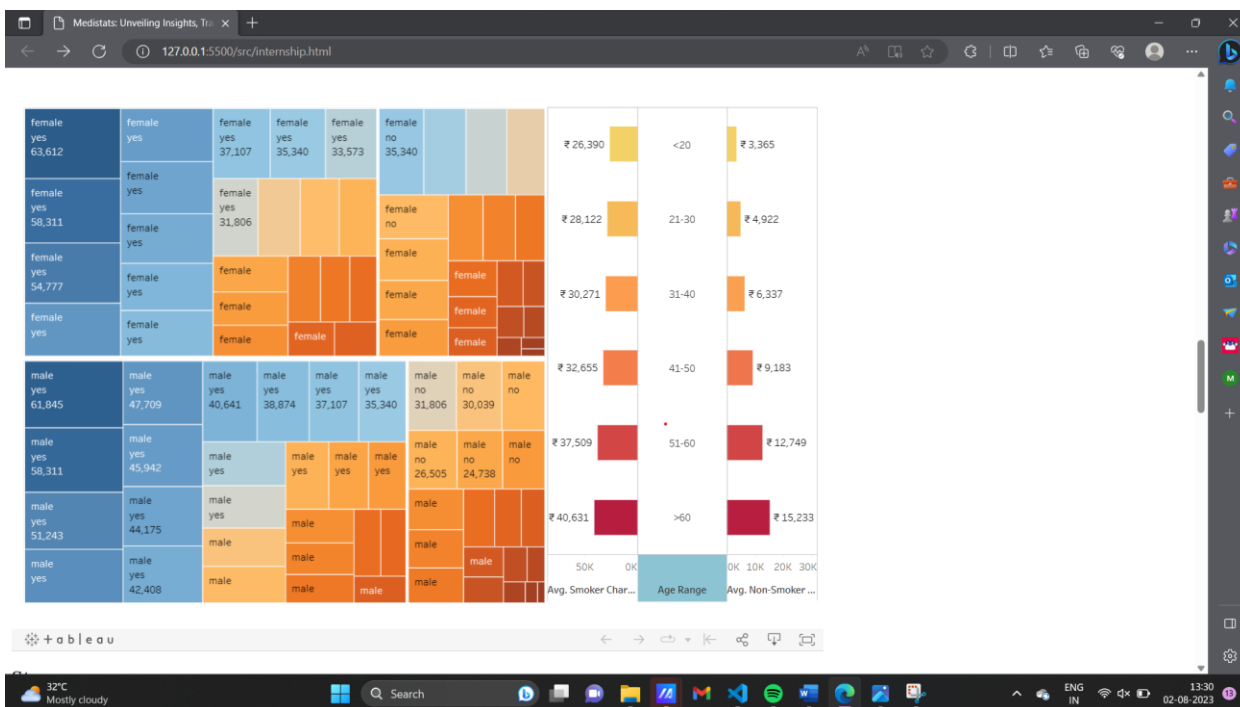 Medistats: Unveiling Insights, Tra
127.0.0.1:5500/src/internship.html
female
yes
63,612
female
yes
58,311
female
yes
54,777
female
yes
female
yes
female
yes
female
yes
female
yes
female
yes
female
yes
37,107
female
yes
35,340
female
yes
33,573
female
yes
31,806
female
female
female
female
female
no
35,340
female
no
female
female
female
female
female
female
male
yes
61,845
male
yes
58,311
male
yes
51,243
male
yes
male
yes
47,709
male
yes
45,942
male
yes
44,175
male
yes
42,408
male
yes
40,641
male
yes
38,874
male
yes
37,107
male
yes
35,340
male
yes
male
yes
male
male
male
yes
male
yes
male
yes
male
male
male
male
male
no
31,806
male
no
30,039
male
no
male
no
26,505
male
no
24,738
male
no
male
male
male
male
₹ 26,390 <20 ₹ 3,365
₹ 28,122 21-30 ₹ 4,922
₹ 30,271 31-40 ₹ 6,337
₹ 32,655 41-50 ₹ 9,183
₹ 37,509 51-60 ₹ 12,749
₹ 40,631 >60 ₹ 15,233
50K 0K 0K 10K 20K 30K
Avg. Smoker Char... Age Range Avg. Non-Smoker ...
+ a b | e a u
32°C
Mostly cloudy
Search
ENG
IN
13:30
02-08-2023
13